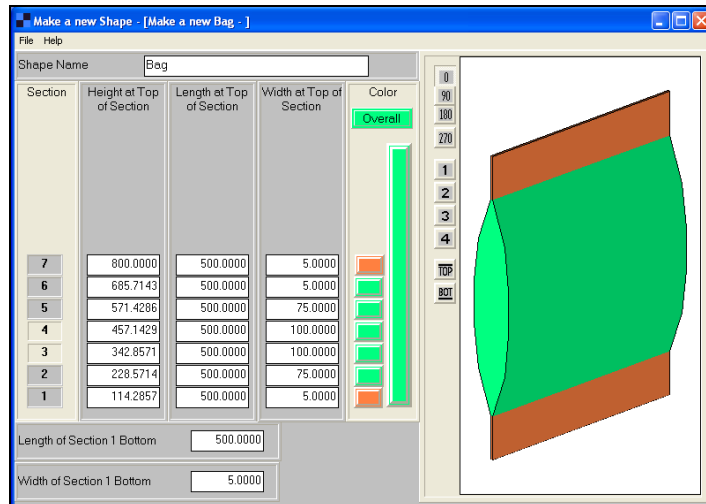 Make a new Shape - [Make a new Bag - ]
File Help
Shape Name Bag
Section Height at Top of Section Length at Top of Section Width at Top of Section Color
Overall
7 800.0000 500.0000 5.0000
6 685.7143 500.0000 5.0000
5 571.4286 500.0000 75.0000
4 457.1429 500.0000 100.0000
3 342.8571 500.0000 100.0000
2 228.5714 500.0000 75.0000
1 114.2857 500.0000 5.0000
Length of Section 1 Bottom 500.0000
Width of Section 1 Bottom 5.0000
0
90
180
270
1
2
3
4
TOP
BOT